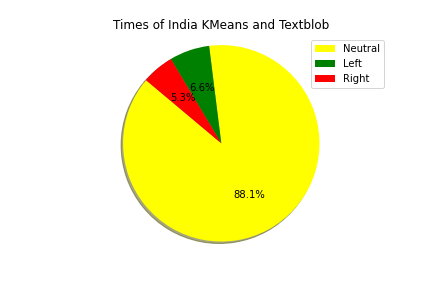 Times of India KMeans and Textblob
Neutral
Left
Right
6.6%
5.3%
88.1%